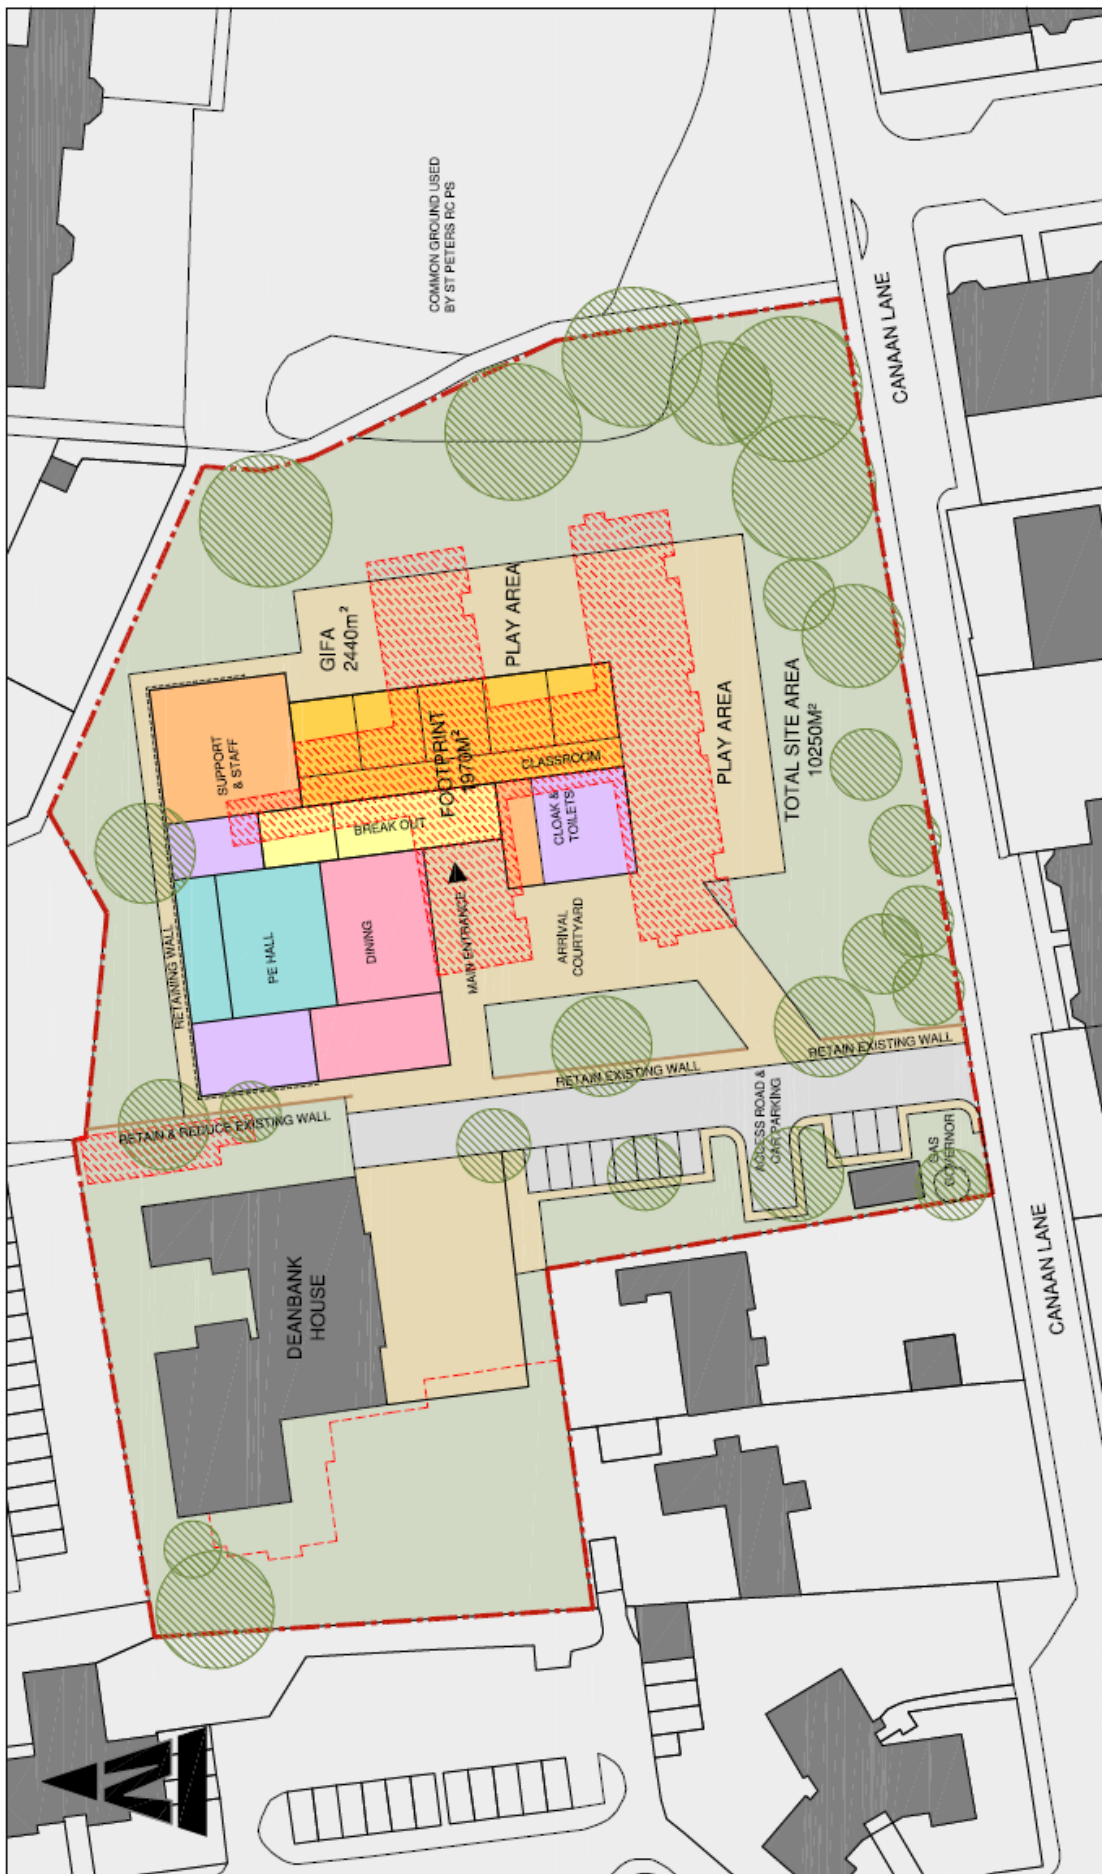 COMMON GROUND USED
BY ST PETERS RC PS
CANAAN LANE
GIFA
2440m²
PLAY AREA
SUPPORT
& STAFF
FOOTPRINT
1970M²
CLASSROOM
PLAY AREA
TOTAL SITE AREA
10250M²
BREAK OUT
CLOAK &
TOILETS
RETAINING WALL
PE HALL
DINING
MAIN ENTRANCE
ARRIVAL
COURTYARD
RETAIN EXISTING WALL
RETAIN EXISTING WALL
RETAIN & REDUCE EXISTING WALL
ACCESS ROAD &
CAR PARKING
GAS
GOVERNOR
DEANBANK
HOUSE
CANAAN LANE
N